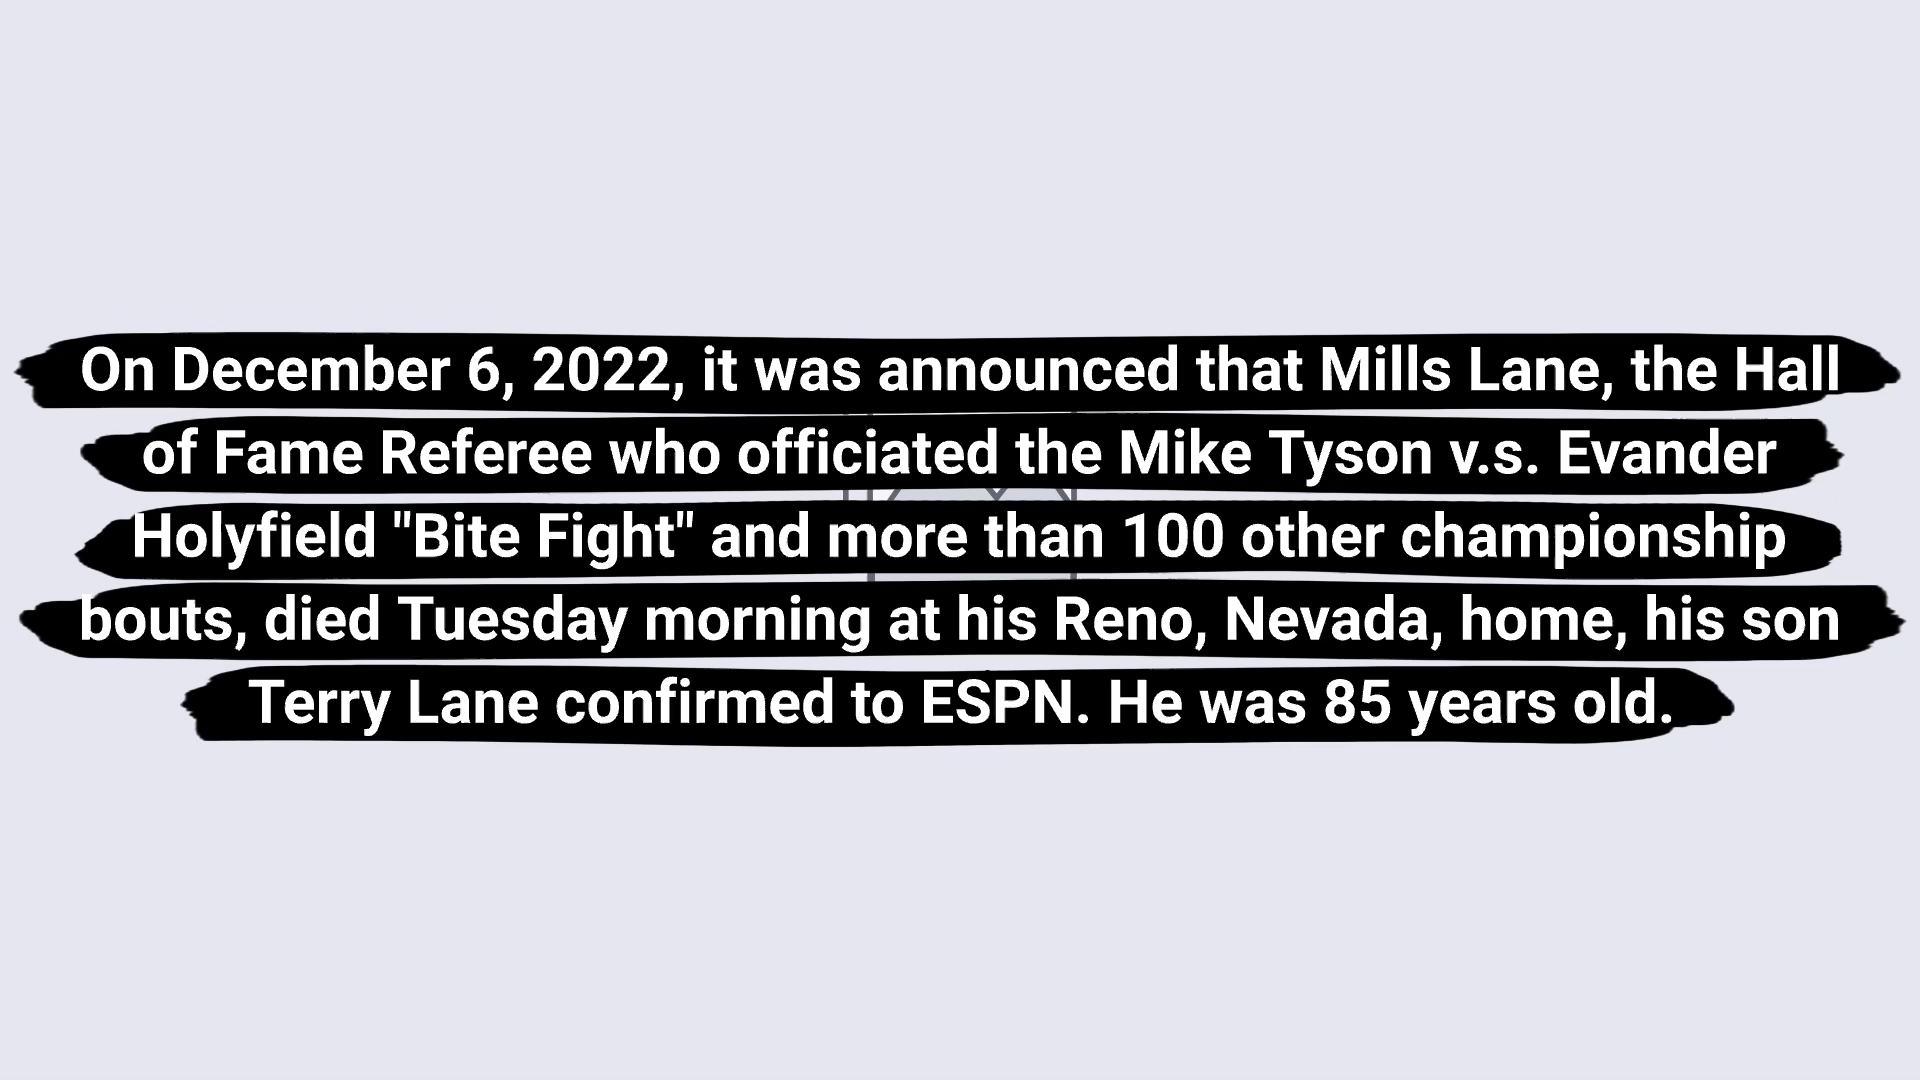 On December 6, 2022, it was announced that Mills Lane, the Hall
of Fame Referee who officiated the Mike Tyson v.s. Evander
Holyfield "Bite Fight" and more than 100 other championship
bouts, died Tuesday morning at his Reno, Nevada, home, his son
Terry Lane confirmed to ESPN. He was 85 years old.